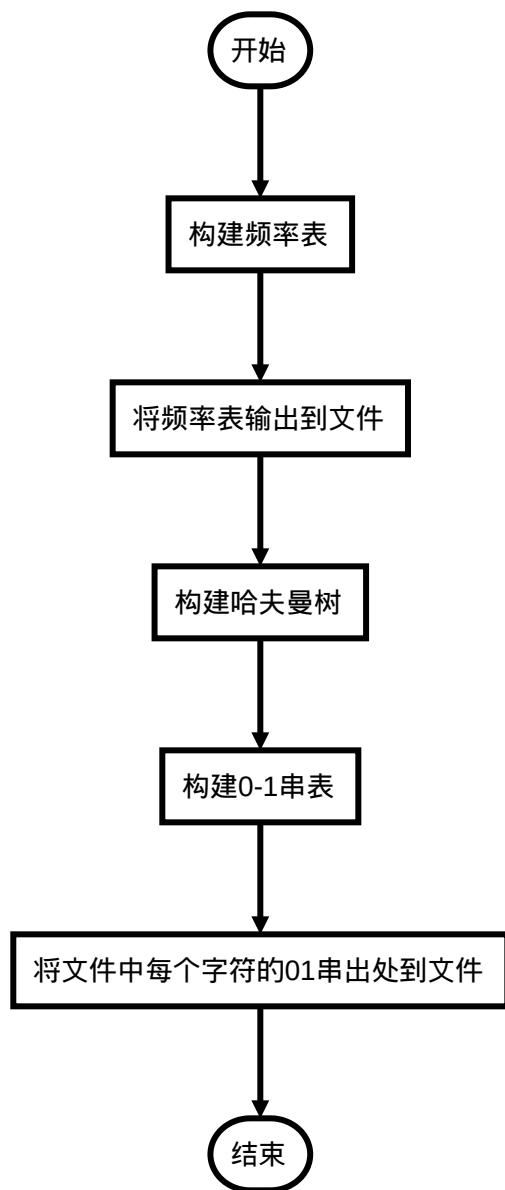 开始
构建频率表
将频率表输出到文件
构建哈夫曼树
构建0-1串表
将文件中每个字符的01串出处到文件
结束